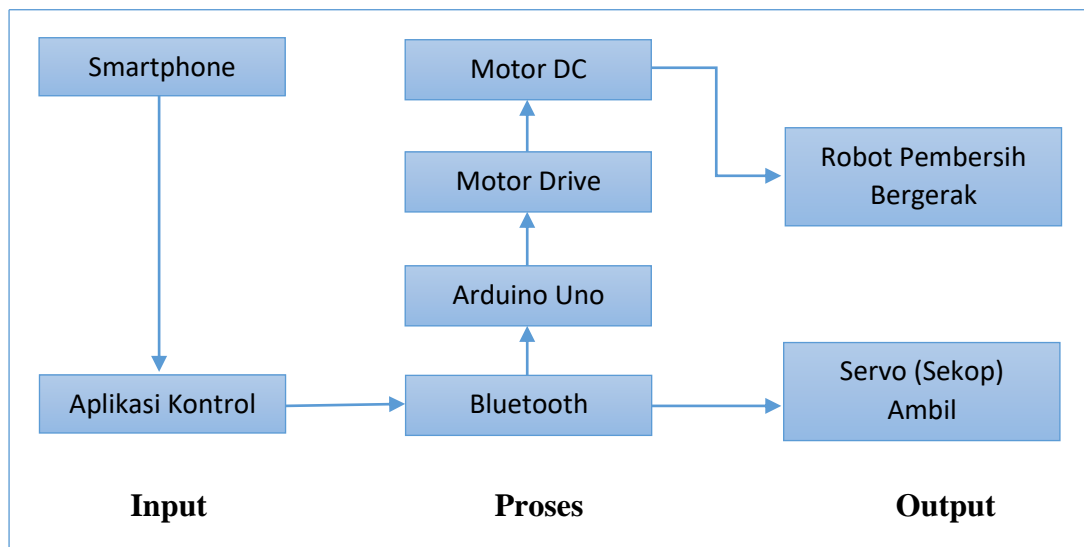 Smartphone
Aplikasi Kontrol
Motor DC
Motor Drive
Arduino Uno
Bluetooth
Robot Pembersih
Bergerak
Servo (Sekop)
Ambil
Input
Proses
Output